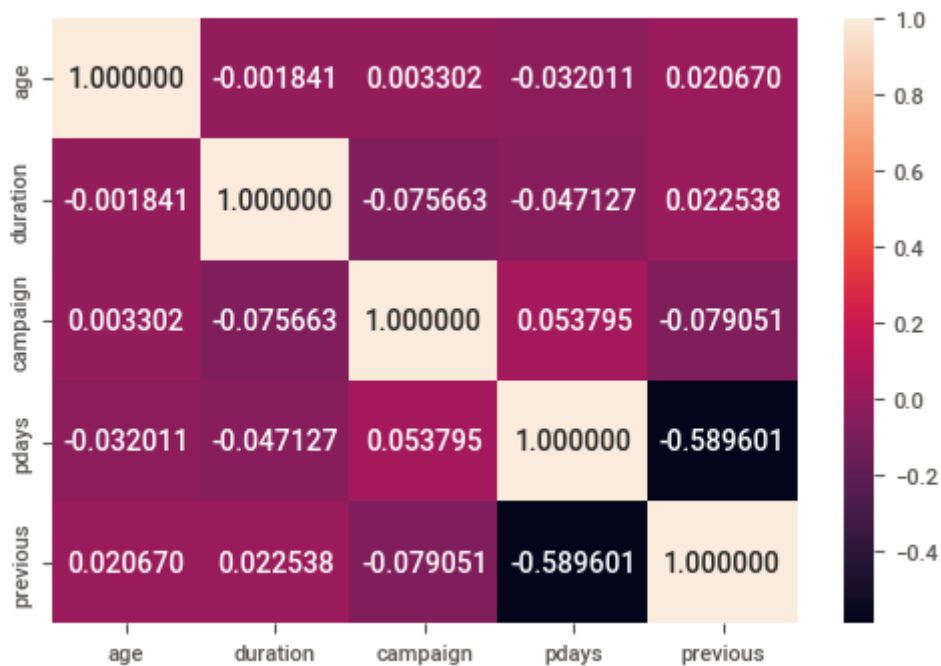 age 1.000000 -0.001841 0.003302 -0.032011 0.020670
duration -0.001841 1.000000 -0.075663 -0.047127 0.022538
campaign 0.003302 -0.075663 1.000000 0.053795 -0.079051
pdays -0.032011 -0.047127 0.053795 1.000000 -0.589601
previous 0.020670 0.022538 -0.079051 -0.589601 1.000000
age duration campaign pdays previous
1.0
0.8
0.6
0.4
0.2
0.0
-0.2
-0.4